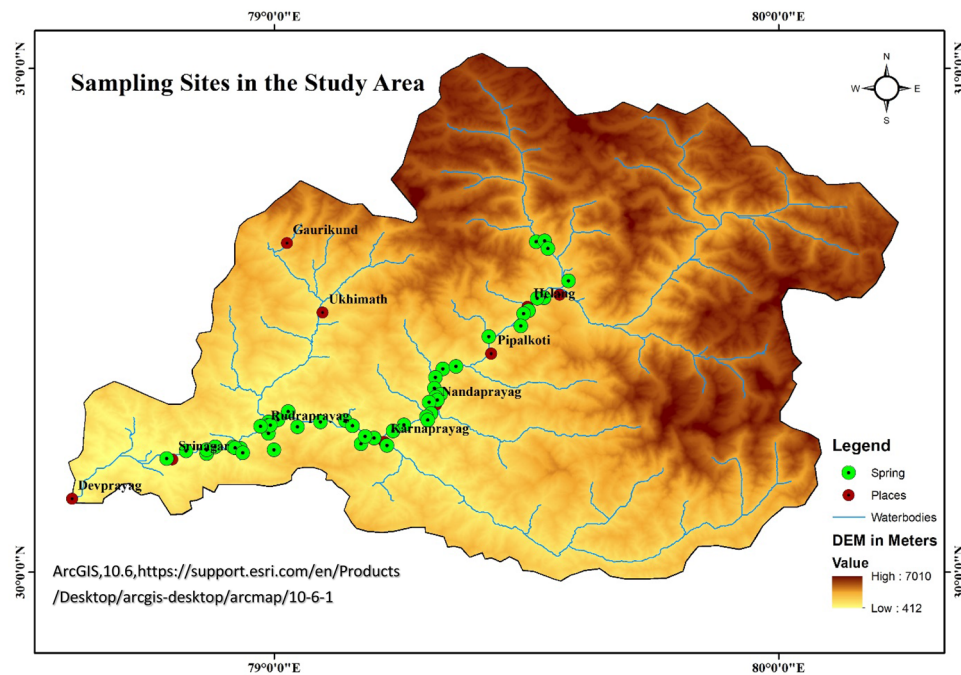 79°0'0"E 80°0'0"E
31°0'0"N
31°0'0"N
Sampling Sites in the Study Area
N
W E
S
Gaurikund
Ukhimath
Helang
Pipalkoti
Nandaprayag
Rudraprayag
Karnaprayag
Srinagar
Devprayag
Legend
Spring
Places
Waterbodies
DEM in Meters
Value
High : 7010
Low : 412
ArcGIS,10.6,https://support.esri.com/en/Products
/Desktop/arcgis-desktop/arcmap/10-6-1
30°0'0"N
30°0'0"N
79°0'0"E 80°0'0"E